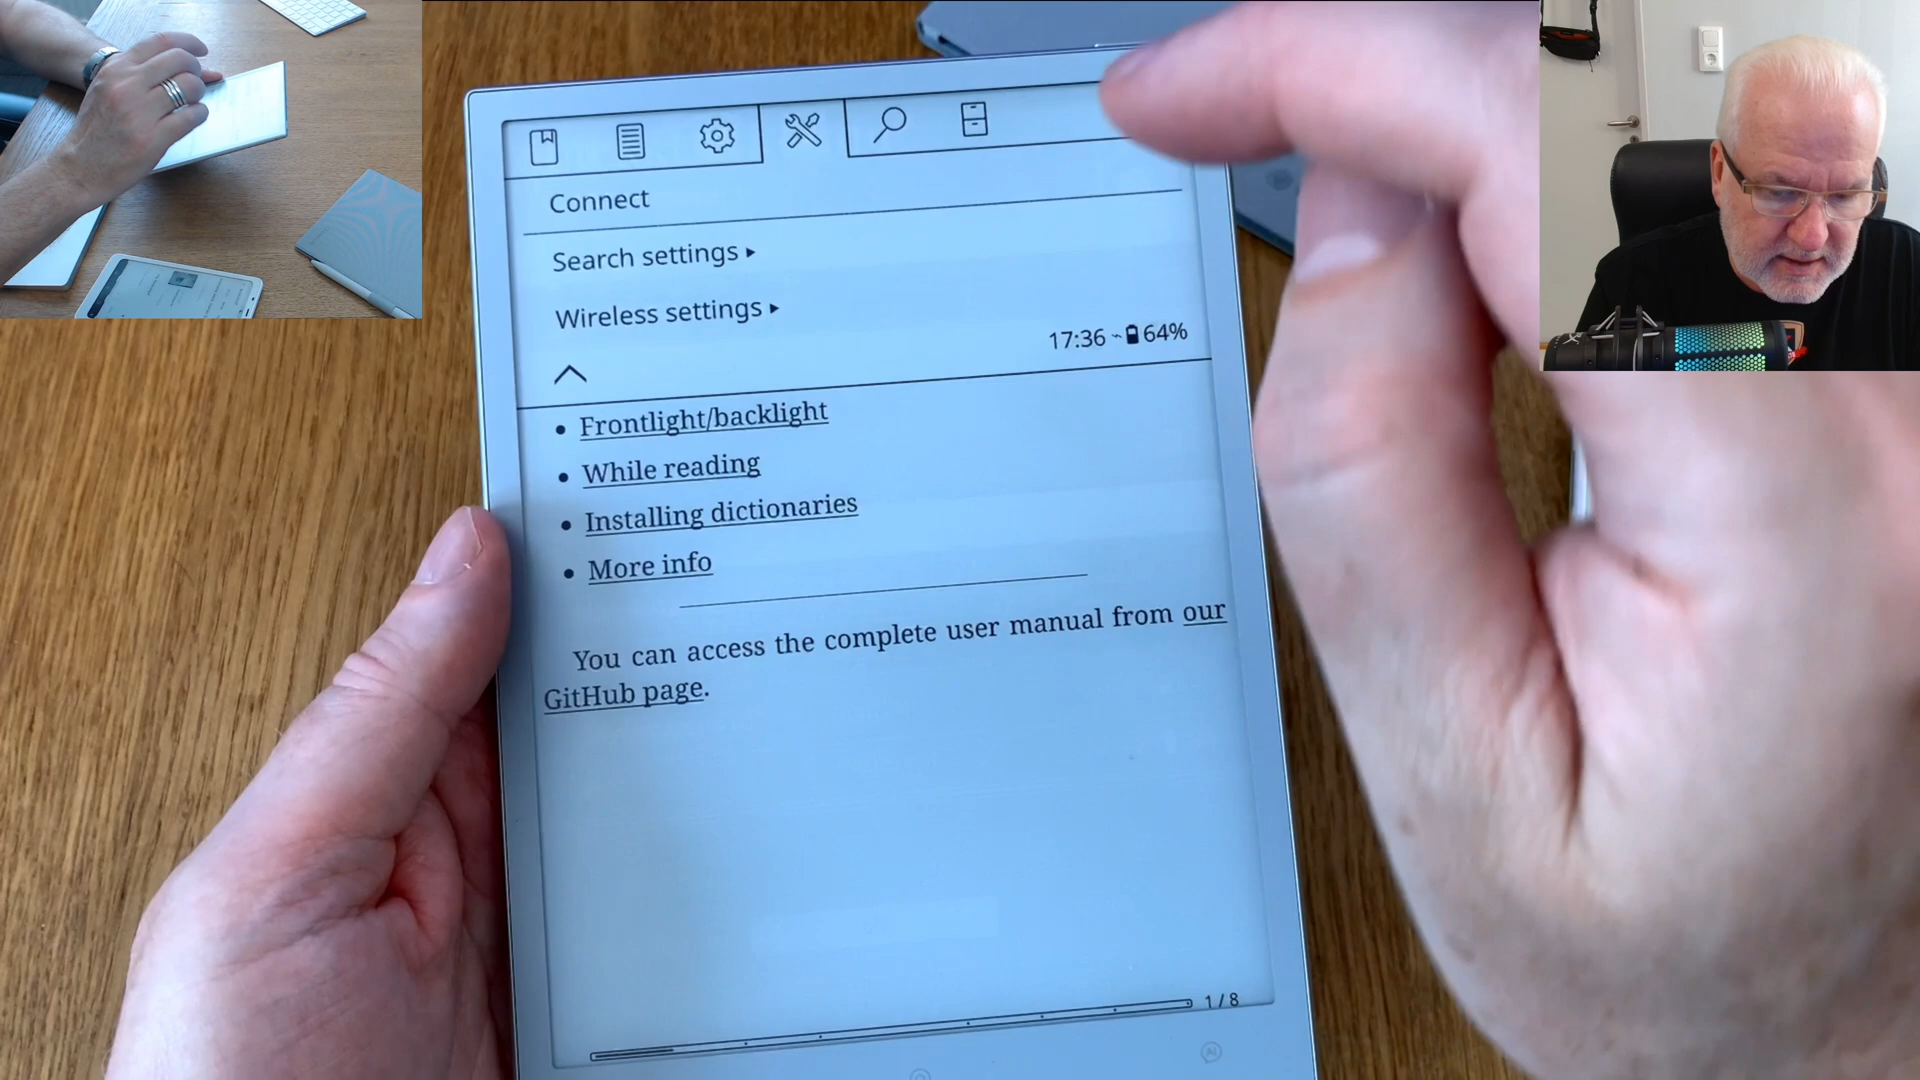 Connect
Search settings ▸
Wireless settings ▸
17:36 64%
• Frontlight/backlight
• While reading
• Installing dictionaries
• More info
You can access the complete user manual from our
GitHub page.
1 / 8
AI